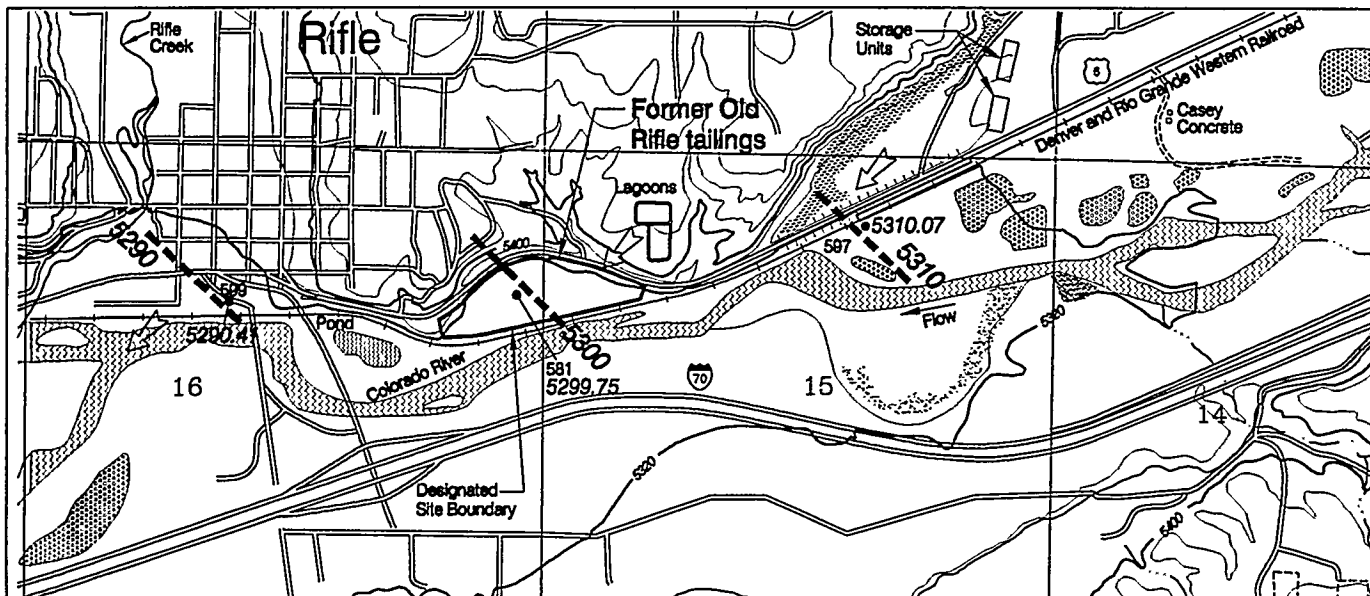 Rifle
Creek
Rifle
Storage
Units
6
Denver and Rio Grande Western Railroad
Casey
Concrete
Former Old
Rifle tailings
Lagoons
5290
5400
5310.07
597
5310
599
5290.41
Pond
5300
Flow
5320
Colorado River
581
5299.75
16
70
15
14
5320
Designated
Site Boundary
5400